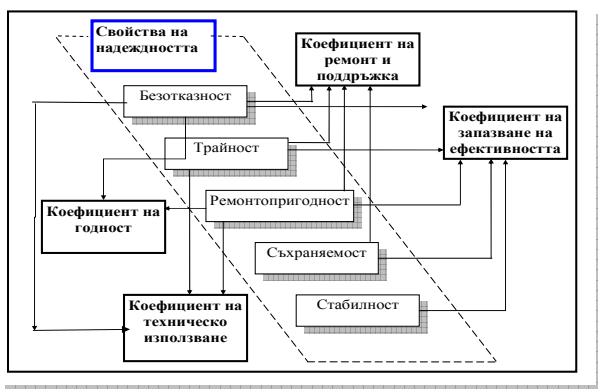 Свойства на
надеждността
Коефициент на
ремонт и
поддръжка
Безотказност
Коефициент на
запазване на
ефективността
Трайност
Ремонтопригодност
Коефициент на
годност
Съхраняемост
Стабилност
Коефициент на
техническо
използване